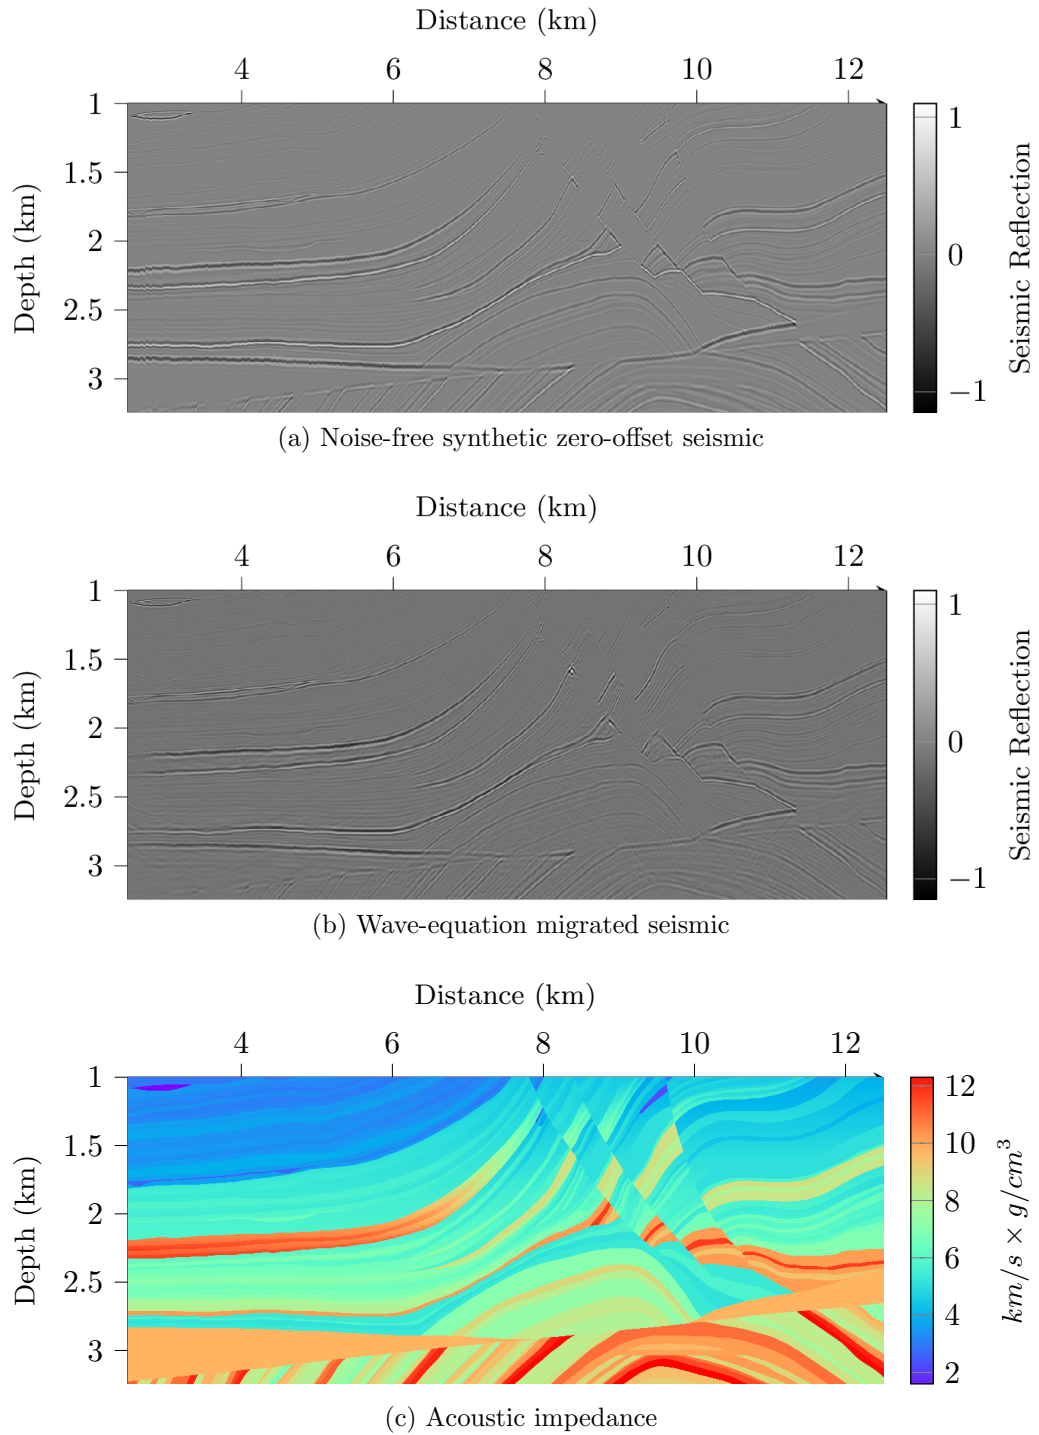 Distance (km)
4 6 8 10 12
1
1.5
2
2.5
3
Depth (km)
1
0
−1
Seismic Reflection
(a) Noise-free synthetic zero-offset seismic
Distance (km)
4 6 8 10 12
1
1.5
2
2.5
3
Depth (km)
1
0
−1
Seismic Reflection
(b) Wave-equation migrated seismic
Distance (km)
4 6 8 10 12
1
1.5
2
2.5
3
Depth (km)
12
10
8
6
4
2
km/s × g/cm³
(c) Acoustic impedance